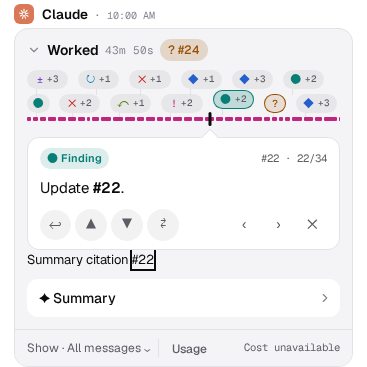 Claude · 10:00 AM
Worked 43m 50s ? #24
± +3 +1 × +1 +1 +3 +2
× +2 +1 ! +2 +2 ? +3
Finding #22 · 22/34
Update #22.
Summary citation #22
Summary
Show · All messages Usage Cost unavailable